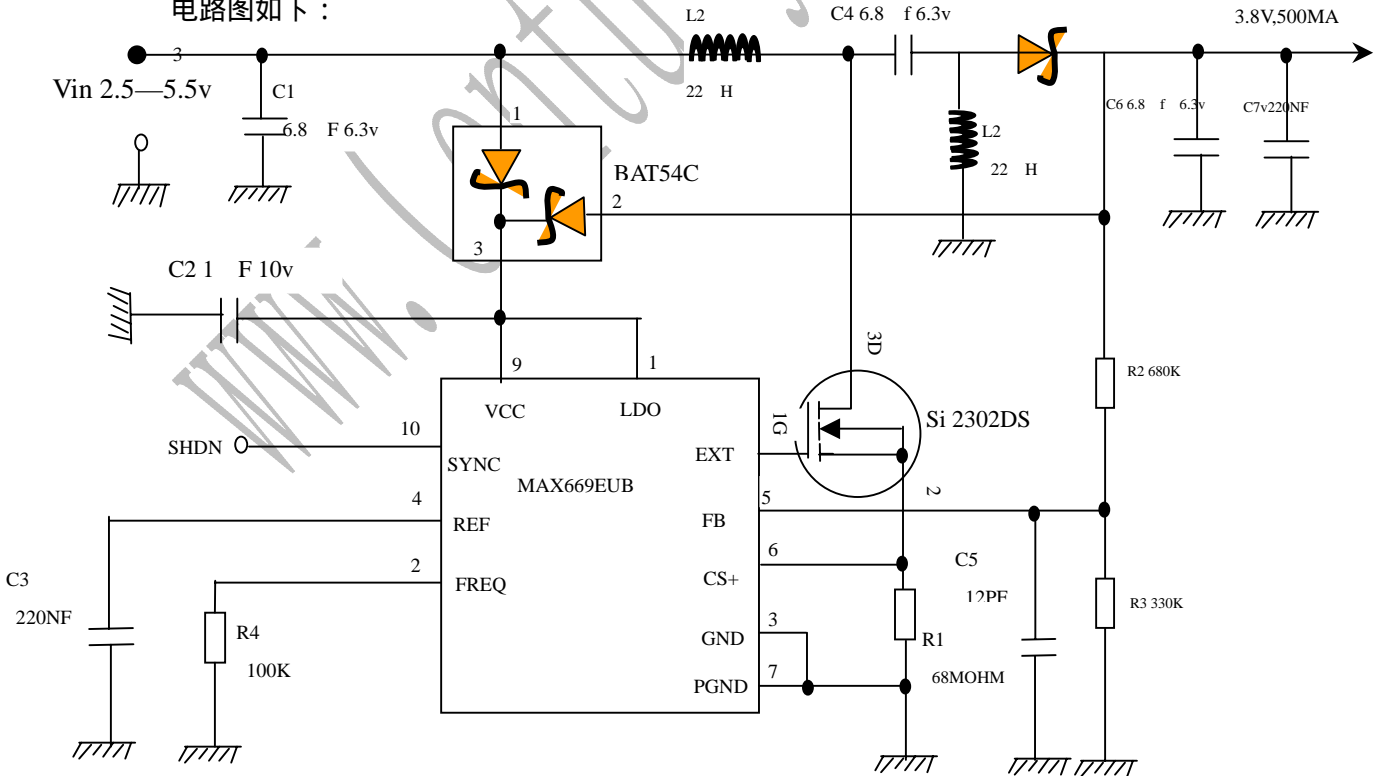 电路图如下：
L2
C4 6.8 f 6.3v
3.8V,500MA
3
Vin 2.5—5.5v
C1
6.8 F 6.3v
22 H
1
C6 6.8 f 6.3v
C7v220NF
L2
22 H
BAT54C
2
3
C2 1 F 10v
www.
3D
9
1
R2 680K
VCC
LDO
1G
Si 2302DS
10
SHDN
SYNC
EXT
MAX669EUB
2
4
5
REF
FB
6
C5
2
CS+
12PF
C3
FREQ
220NF
R3 330K
3
R4
GND
R1
100K
7
68MOHM
PGND